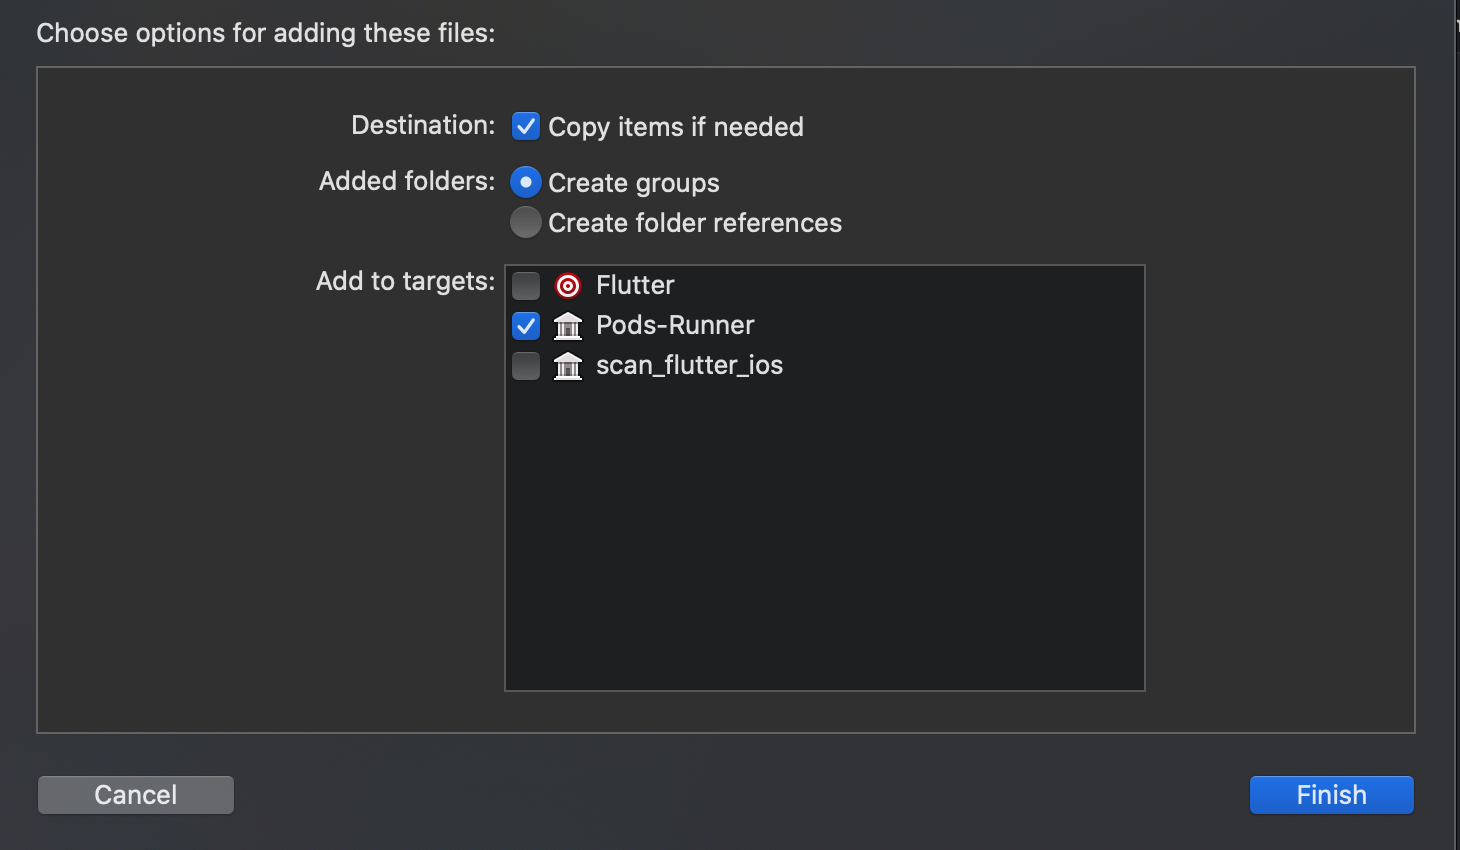 Choose options for adding these files:
Destination: Copy items if needed
Added folders: Create groups
Create folder references
Add to targets: Flutter
Pods-Runner
scan_flutter_ios
Cancel Finish